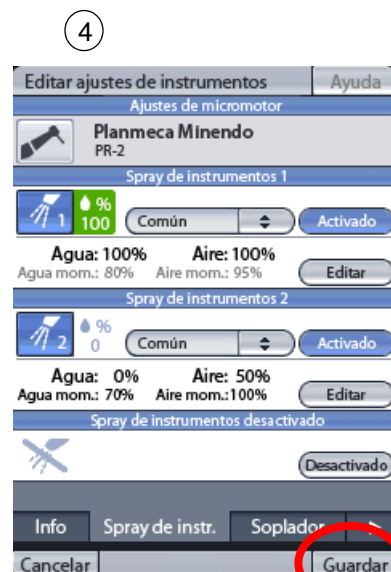 4
Editar ajustes de instrumentos Ayuda
Ajustes de micromotor
Planmeca Minendo
PR-2
Spray de instrumentos 1
1 % 100 Común Activado
Agua: 100% Aire: 100%
Agua mom.: 80% Aire mom.: 95% Editar
Spray de instrumentos 2
2 % 0 Común Activado
Agua: 0% Aire: 50%
Agua mom.: 70% Aire mom.:100% Editar
Spray de instrumentos desactivado
Desactivado
Info Spray de instr. Soplador
Cancelar Guardar